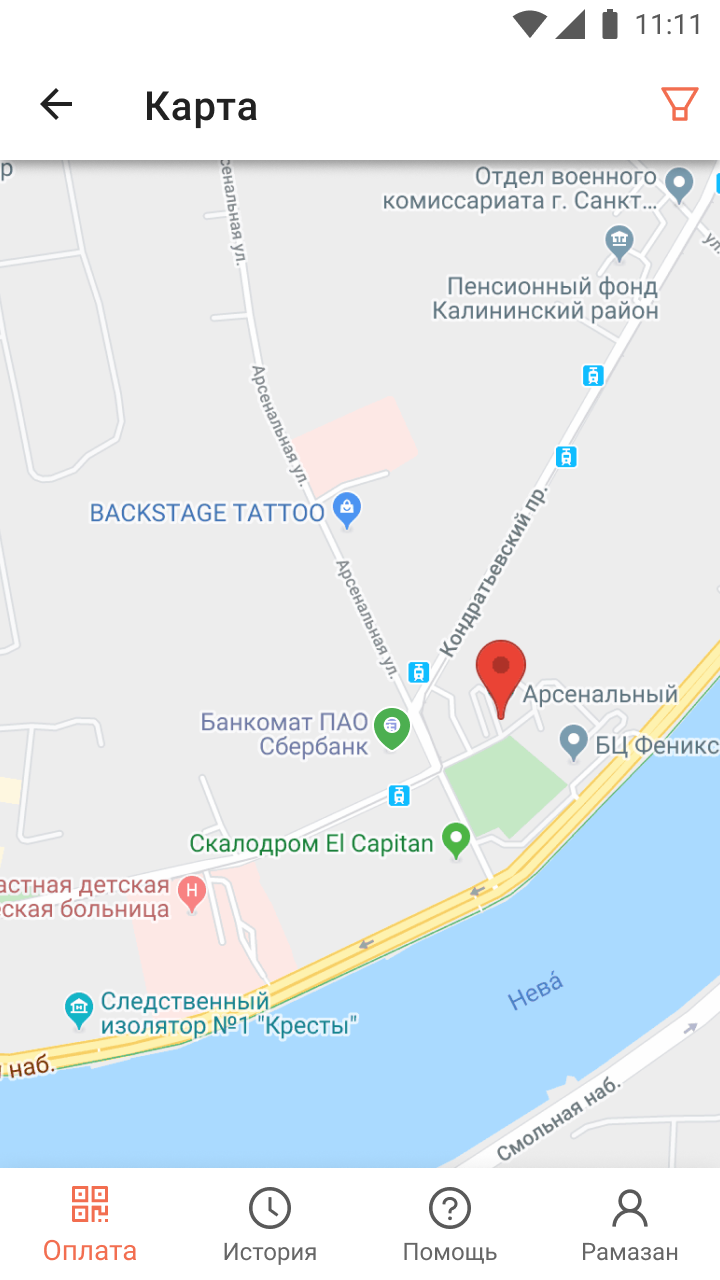 11:11
Карта
р
сенальная ул.
Отдел военного
комиссариата г. Санкт...
ул.
Пенсионный фонд
Калининский район
Арсенальная ул.
BACKSTAGE TATTOO
Кондратьевский пр.
Арсенальная ул.
Арсенальный
Банкомат ПАО
Сбербанк
БЦ Феникс
Скалодром El Capitan
астная детская
ская больница
H
Нева́
Следственный
изолятор №1 "Кресты"
наб.
Смольная наб.
Оплата
История
Помощь
Рамазан